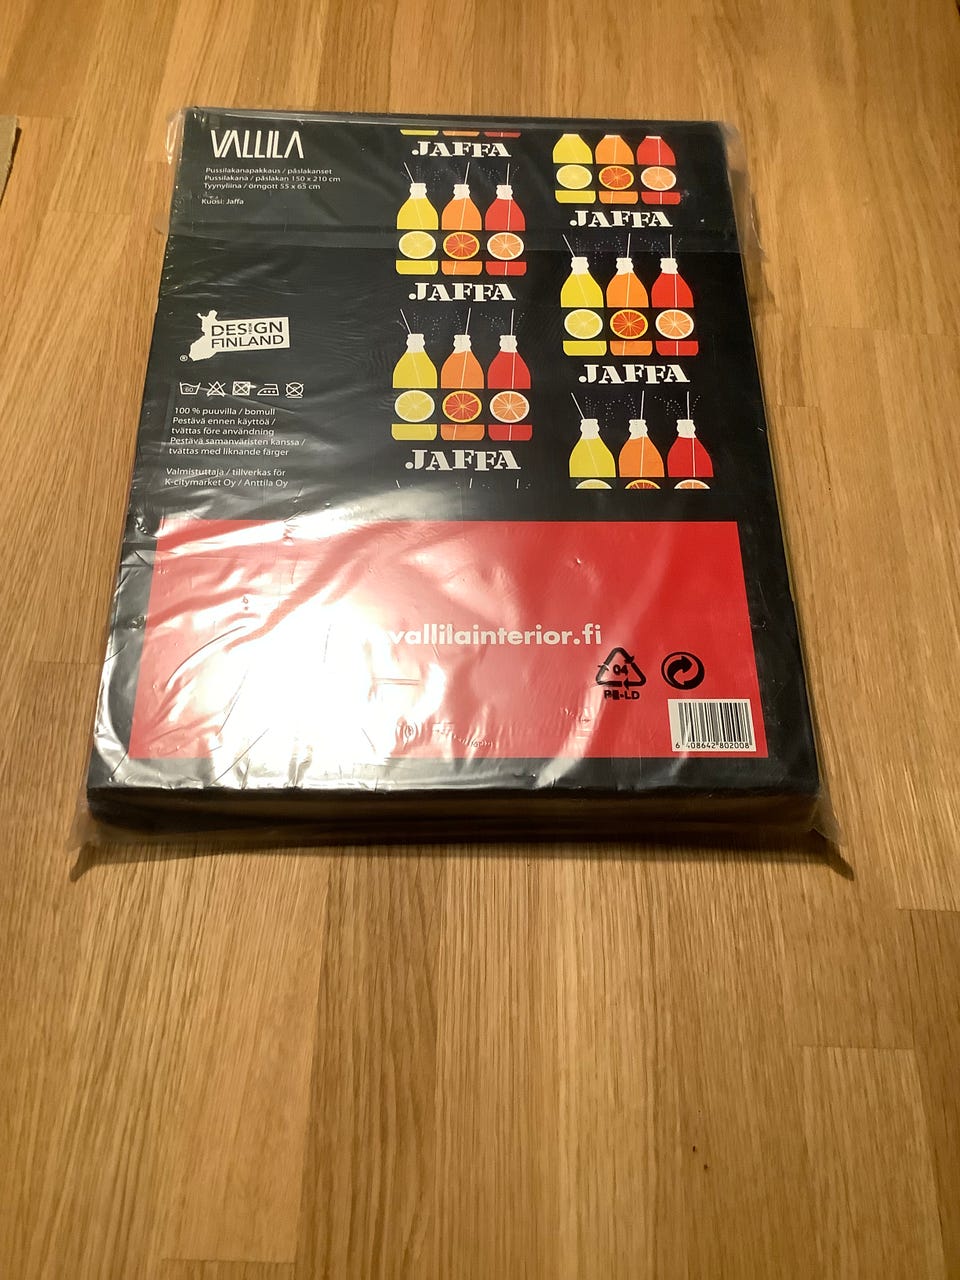 VALLILA
Pussilakanapakkaus / påslakanset
Pussilakana / påslakan 150 x 210 cm
Tyynyliina / örngott 55 x 65 cm
Kuosi: Jaffa
DESIGN
FINLAND
®
60
100 % puuvilla / bomull
Pestävä ennen käyttöä /
tvättas före användning
Pestävä samanväristen kanssa /
tvättas med liknande färger
Valmistuttaja / tillverkas för
K-citymarket Oy / Anttila Oy
JAFFA
JAFFA
JAFFA
JAFFA
JAFFA
vallilainterior.fi
04
PE-LD
6 408642 802008